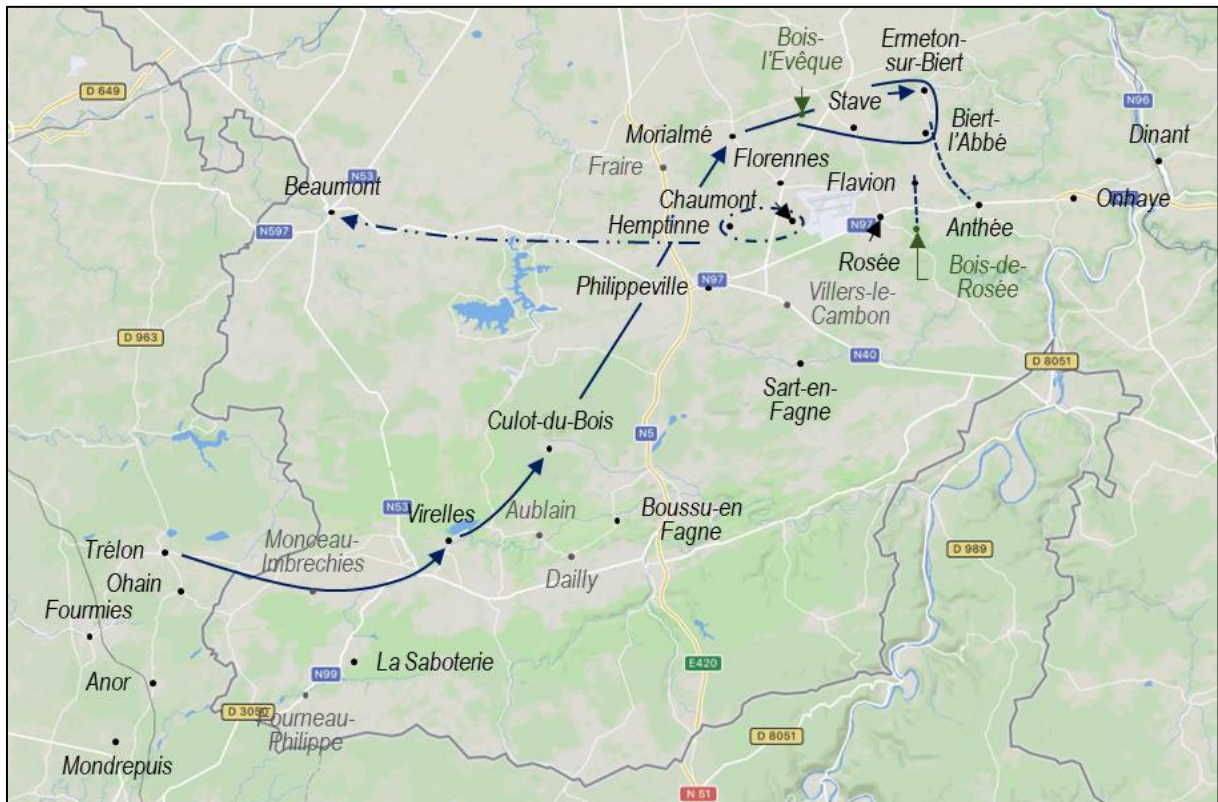 Bois-
l'Evêque
Ermeton-
sur-Biert
D 649
N96
Stave
Morialmé
Biert-
l'Abbé
Dinant
Fraire
Florennes
N53
Beaumont
Flavion
Chaumont
Onhaye
N597
Hemptinne
N97
Anthée
Rosée
Bois-de-
Rosée
Philippeville
N97
Villers-le-
Cambon
D 963
N40
D 8051
Sart-en-
Fagne
Culot-du-Bois
N5
N53
Virelles
Aublain
Boussu-en
Fagne
Trélon
Monceau-
Imbrechies
Dailly
D 989
Ohain
Fourmies
La Saboterie
E420
N99
Anor
D 3050
Fourneau-
Philippe
D 8051
Mondrepuis
N 51